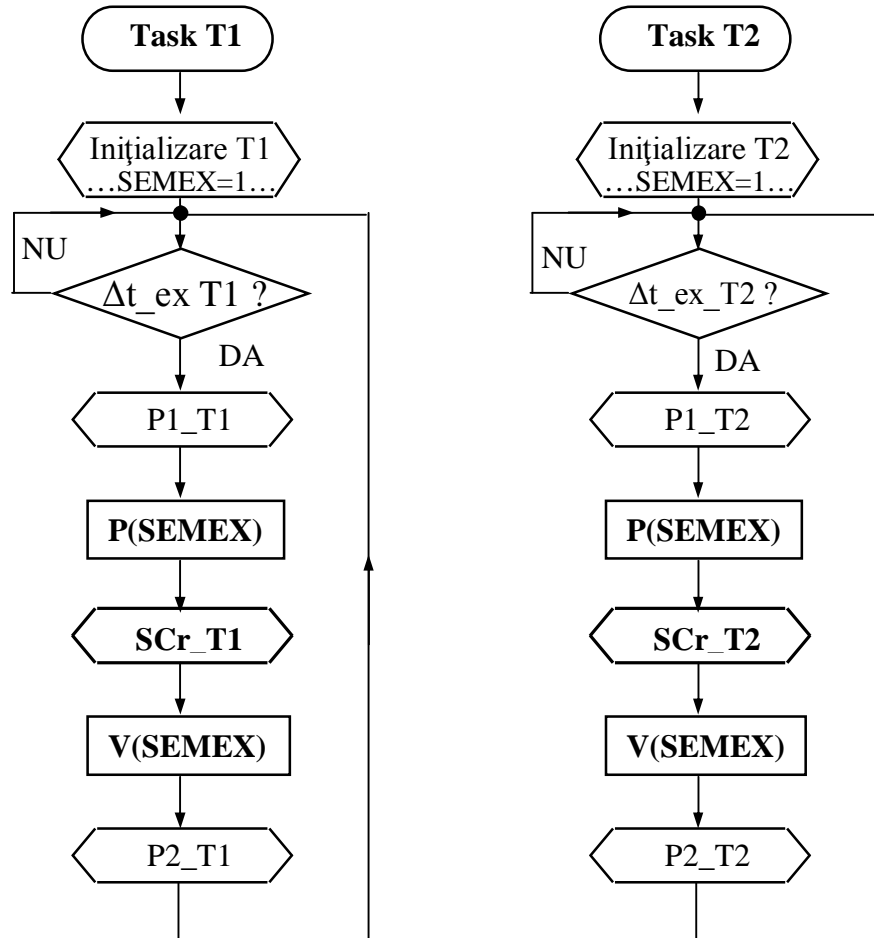 Task T1
Iniţializare T1
…SEMEX=1…
NU
Δt_ex T1 ?
DA
P1_T1
P(SEMEX)
SCr_T1
V(SEMEX)
P2_T1
Task T2
Iniţializare T2
…SEMEX=1…
NU
Δt_ex_T2 ?
DA
P1_T2
P(SEMEX)
SCr_T2
V(SEMEX)
P2_T2